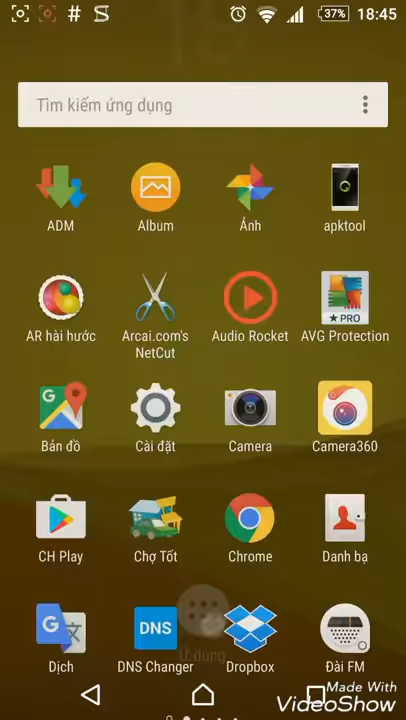 37%
18:45
Tìm kiếm ứng dụng
ADM
Album
Ảnh
apktool
AR hài hước
Arcai.com's
NetCut
Audio Rocket
AVG Protection
★ PRO
Bản đồ
Cài đặt
Camera
Camera360
CH Play
Chợ Tốt
Chrome
Danh bạ
G
文
DNS
Dịch
DNS Changer
Dropbox
Đài FM
Made With
VideoShow